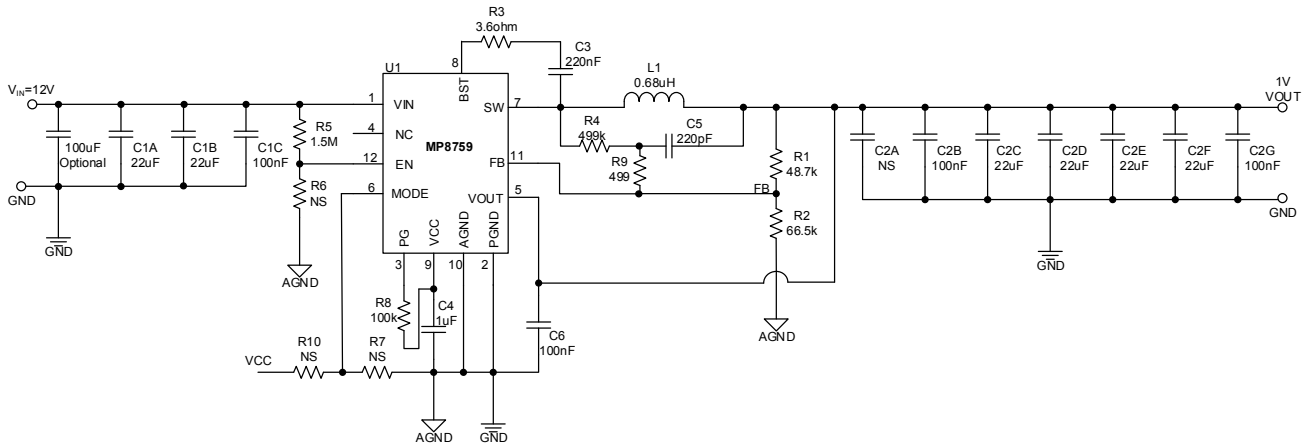 R3
3.6ohm
C3
220nF
U1
8
L1
0.68uH
1V
VOUT
VIN=12V
1
VIN
BST
SW
7
4
NC
MP8759
R5
1.5M
R4
499k
C5
220pF
100uF
Optional
C1A
22uF
C1B
22uF
C1C
100nF
12
EN
FB
11
R9
499
R1
48.7k
C2A
NS
C2B
100nF
C2C
22uF
C2D
22uF
C2E
22uF
C2F
22uF
C2G
100nF
GND
R6
NS
6
MODE
VOUT
5
FB
R2
66.5k
GND
GND
PG
VCC
AGND
PGND
3
9
10
2
AGND
GND
R8
100k
C4
1uF
C6
100nF
AGND
VCC
R10
NS
R7
NS
AGND
GND